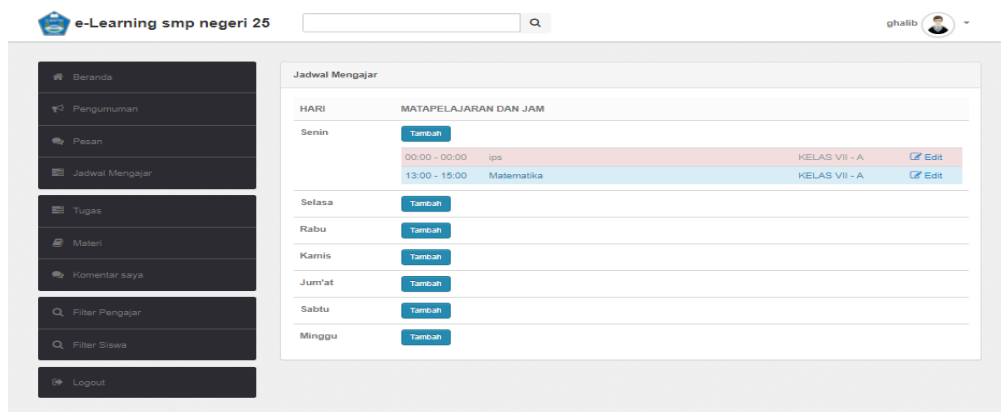 e-Learning smp negeri 25
ghalib
Beranda
Pengumuman
Pesan
Jadwal Mengajar
Tugas
Materi
Komentar saya
Filter Pengajar
Filter Siswa
Logout
Jadwal Mengajar
HARI MATAPELAJARAN DAN JAM
Senin Tambah
00:00 - 00:00 ips KELAS VII - A Edit
13:00 - 15:00 Matematika KELAS VII - A Edit
Selasa Tambah
Rabu Tambah
Kamis Tambah
Jum'at Tambah
Sabtu Tambah
Minggu Tambah